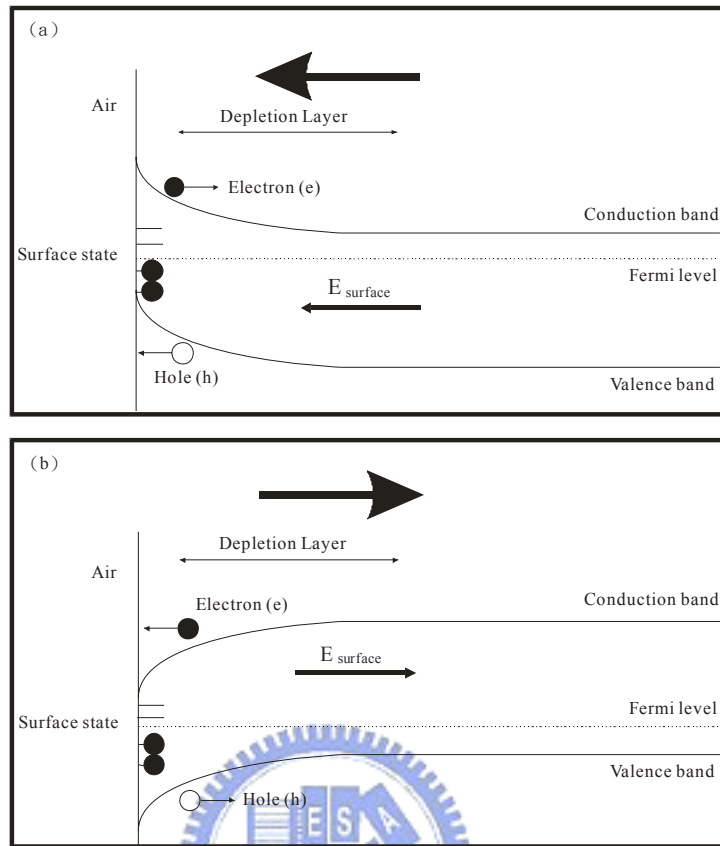 (a)
Air
Depletion Layer
Electron (e)
Conduction band
Surface state
Fermi level
E surface
Hole (h)
Valence band
(b)
Depletion Layer
Air
Electron (e)
Conduction band
E surface
Surface state
Fermi level
Valence band
Hole (h)
E S A